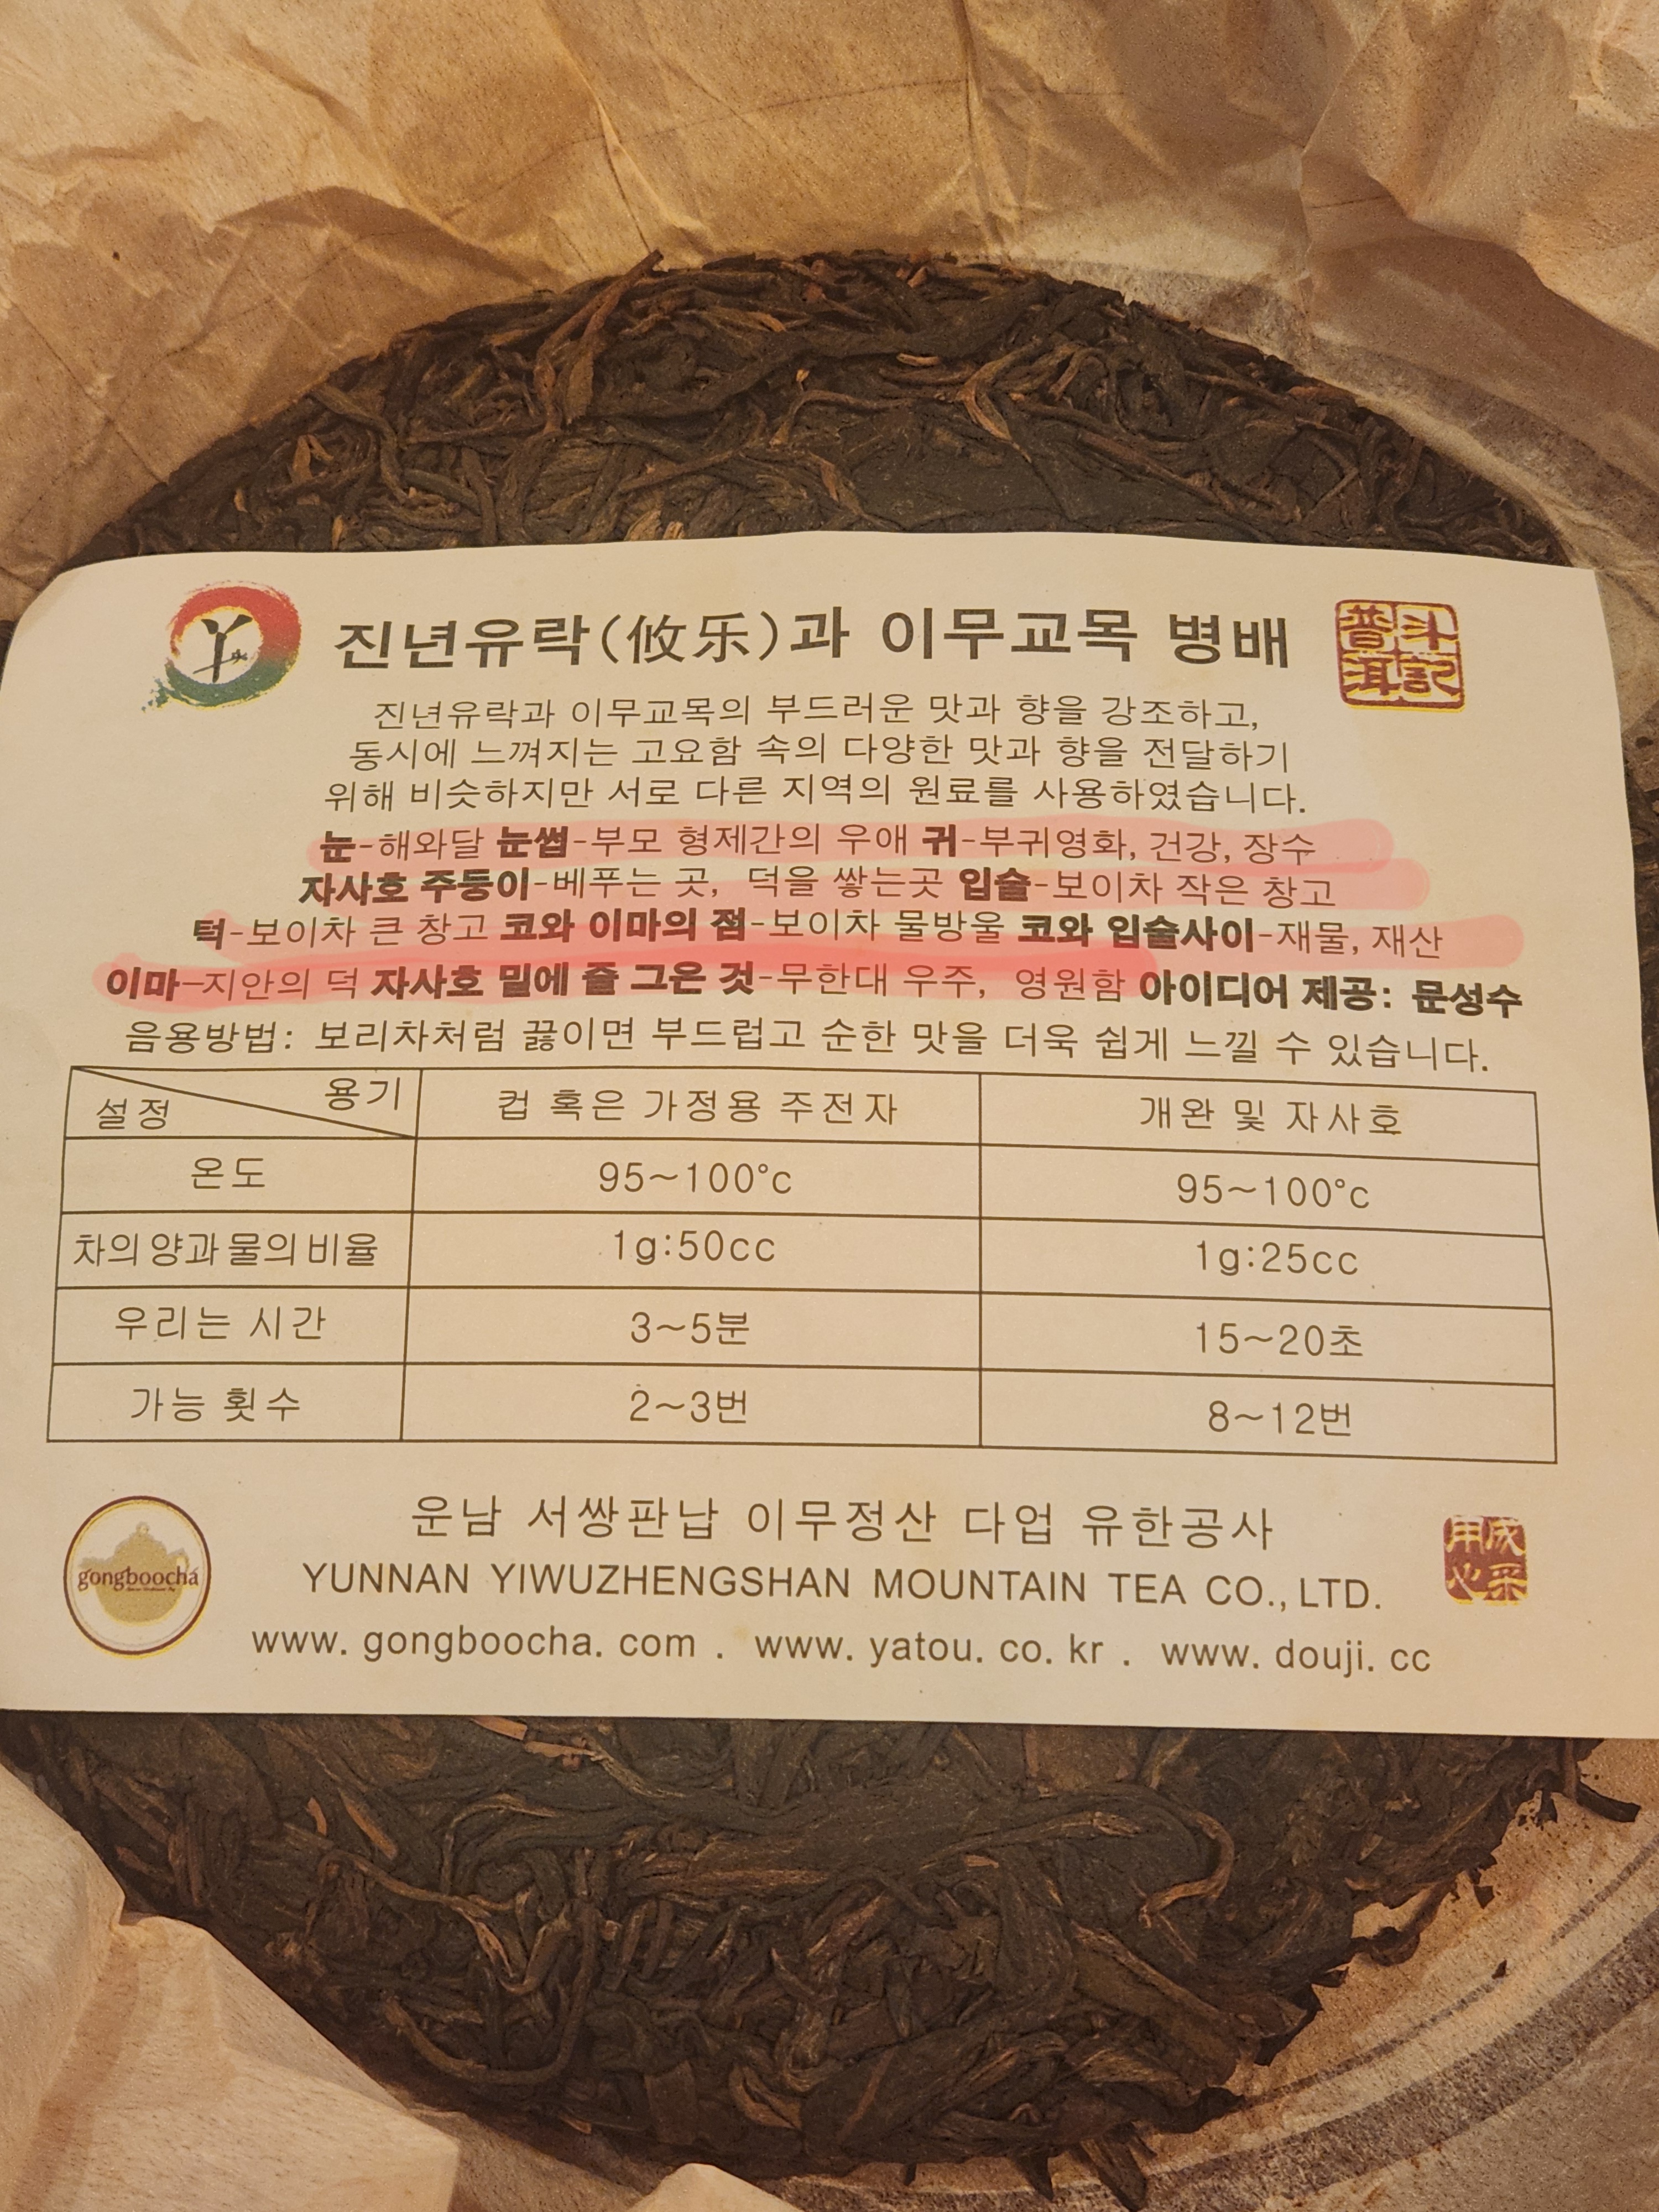 丫
진년유락(攸乐)과 이무교목 병배
普洱 斗記
진년유락과 이무교목의 부드러운 맛과 향을 강조하고,
동시에 느껴지는 고요함 속의 다양한 맛과 향을 전달하기
위해 비슷하지만 서로 다른 지역의 원료를 사용하였습니다.
눈-해와달 눈썹-부모 형제간의 우애 귀-부귀영화, 건강, 장수
자사호 주둥이-베푸는 곳, 덕을 쌓는곳 입술-보이차 작은 창고
턱-보이차 큰 창고 코와 이마의 점-보이차 물방울 코와 입술사이-재물, 재산
이마-지안의 덕 자사호 밑에 줄 그은 것-무한대 우주, 영원함 아이디어 제공: 문성수
음용방법: 보리차처럼 끓이면 부드럽고 순한 맛을 더욱 쉽게 느낄 수 있습니다.
설정 용기 컵 혹은 가정용 주전자 개완 및 자사호
온도 95~100°c 95~100°c
차의 양과 물의 비율 1g:50cc 1g:25cc
우리는 시간 3~5분 15~20초
가능 횟수 2~3번 8~12번
운남 서쌍판납 이무정산 다업 유한공사
gongboocha
YUNNAN YIWUZHENGSHAN MOUNTAIN TEA CO., LTD.
用心
www. gongboocha. com . www. yatou. co. kr . www. douji. cc